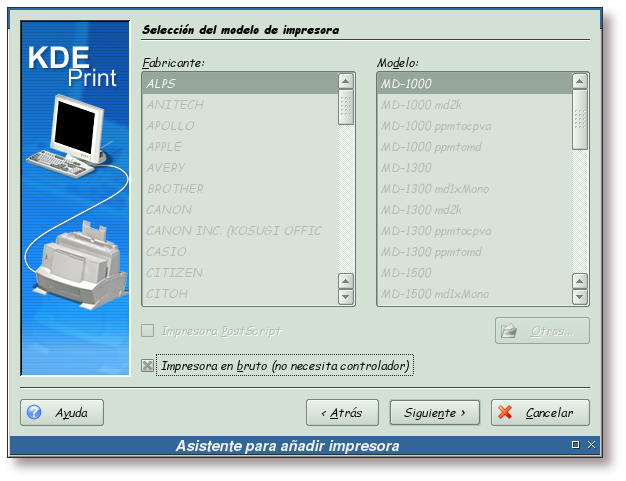 Selección del modelo de impresora
KDE
Print
Fabricante:
ALPS
ANITECH
APOLLO
APPLE
AVERY
BROTHER
CANON
CANON INC. (KOSUGI OFFIC
CASIO
CITIZEN
CITOH
Modelo:
MD-1000
MD-1000 md2k
MD-1000 ppmtocpva
MD-1000 ppmtomd
MD-1300
MD-1300 md1xMono
MD-1300 md2k
MD-1300 ppmtocpva
MD-1300 ppmtomd
MD-1500
MD-1500 md1xMono
Impresora PostScript
Otros...
Impresora en bruto (no necesita controlador)
Ayuda
< Atrás
Siguiente >
Cancelar
Asistente para añadir impresora